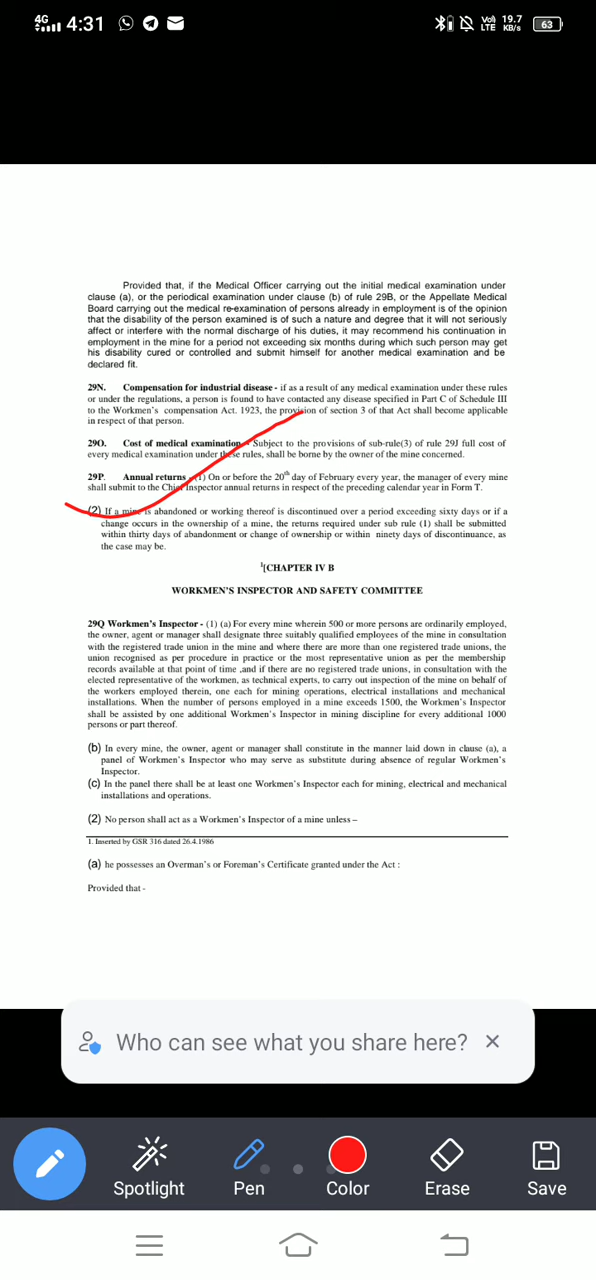 4G 4:31 Vo) LTE 19.7 KB/s 63
Provided that, if the Medical Officer carrying out the initial medical examination under
clause (a), or the periodical examination under clause (b) of rule 29B, or the Appellate Medical
Board carrying out the medical re-examination of persons already in employment is of the opinion
that the disability of the person examined is of such a nature and degree that it will not seriously
affect or interfere with the normal discharge of his duties, it may recommend his continuation in
employment in the mine for a period not exceeding six months during which such person may get
his disability cured or controlled and submit himself for another medical examination and be
declared fit.
29N. Compensation for industrial disease - if as a result of any medical examination under these rules
or under the regulations, a person is found to have contacted any disease specified in Part C of Schedule III
to the Workmen's compensation Act. 1923, the provision of section 3 of that Act shall become applicable
in respect of that person.
29O. Cost of medical examination - Subject to the provisions of sub-rule(3) of rule 29J full cost of
every medical examination under these rules, shall be borne by the owner of the mine concerned.
29P. Annual returns - (1) On or before the 20th day of February every year, the manager of every mine
shall submit to the Chief Inspector annual returns in respect of the preceding calendar year in Form T.
(2) If a mine is abandoned or working thereof is discontinued over a period exceeding sixty days or if a
change occurs in the ownership of a mine, the returns required under sub rule (1) shall be submitted
within thirty days of abandonment or change of ownership or within ninety days of discontinuance, as
the case may be.
1[CHAPTER IV B
WORKMEN'S INSPECTOR AND SAFETY COMMITTEE
29Q Workmen's Inspector - (1) (a) For every mine wherein 500 or more persons are ordinarily employed,
the owner, agent or manager shall designate three suitably qualified employees of the mine in consultation
with the registered trade union in the mine and where there are more than one registered trade unions, the
union recognised as per procedure in practice or the most representative union as per the membership
records available at that point of time ,and if there are no registered trade unions, in consultation with the
elected representative of the workmen, as technical experts, to carry out inspection of the mine on behalf of
the workers employed therein, one each for mining operations, electrical installations and mechanical
installations. When the number of persons employed in a mine exceeds 1500, the Workmen's Inspector
shall be assisted by one additional Workmen's Inspector in mining discipline for every additional 1000
persons or part thereof.
(b) In every mine, the owner, agent or manager shall constitute in the manner laid down in clause (a), a
panel of Workmen's Inspector who may serve as substitute during absence of regular Workmen's
Inspector.
(c) In the panel there shall be at least one Workmen's Inspector each for mining, electrical and mechanical
installations and operations.
(2) No person shall act as a Workmen's Inspector of a mine unless –
1. Inserted by GSR 316 dated 26.4.1986
(a) he possesses an Overman's or Foreman's Certificate granted under the Act :
Provided that -
Who can see what you share here? ×
Spotlight Pen Color Erase Save